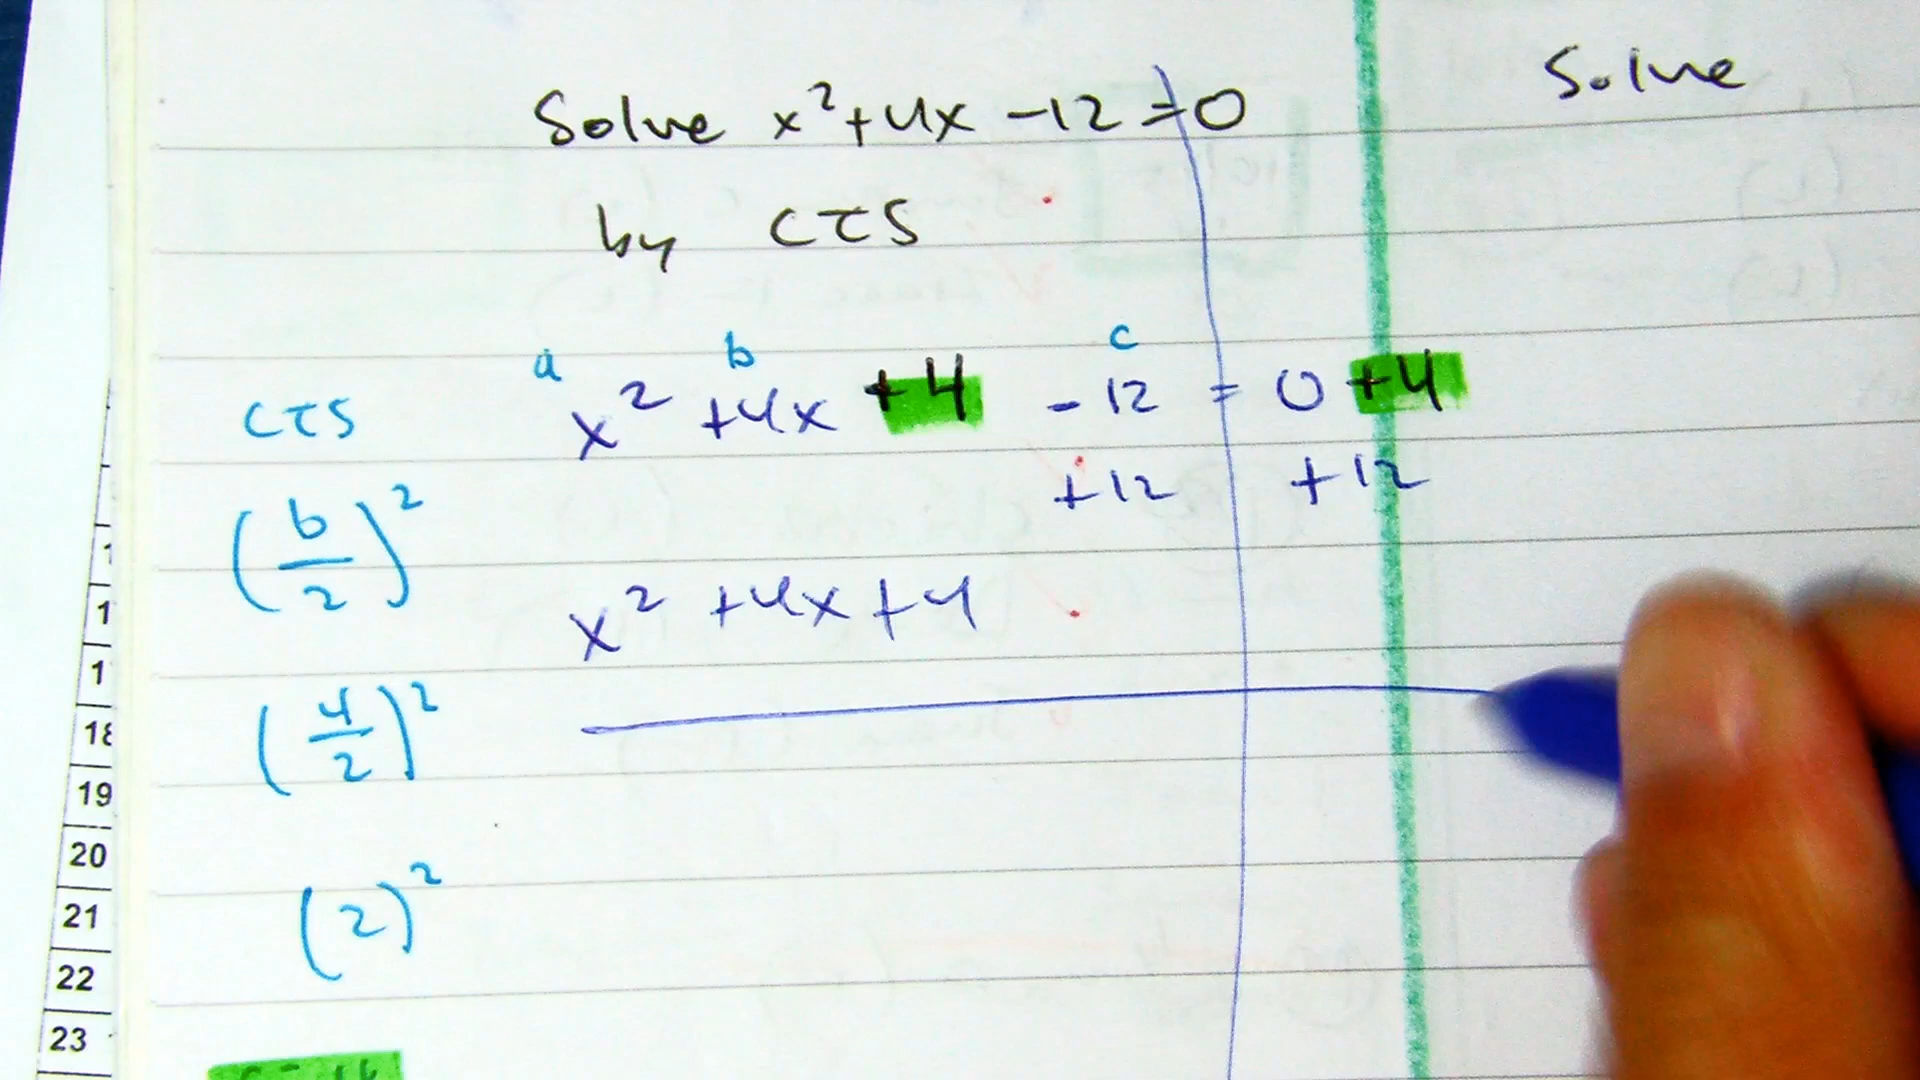 Solve x² + 4x - 12 = 0
Solve
by CTS
a b c
CTS x² + 4x + 4 - 12 = 0 + 4
+12 +12
(b/2)²
x² + 4x + 4
(4/2)²
(2)²
18
19
20
21
22
23